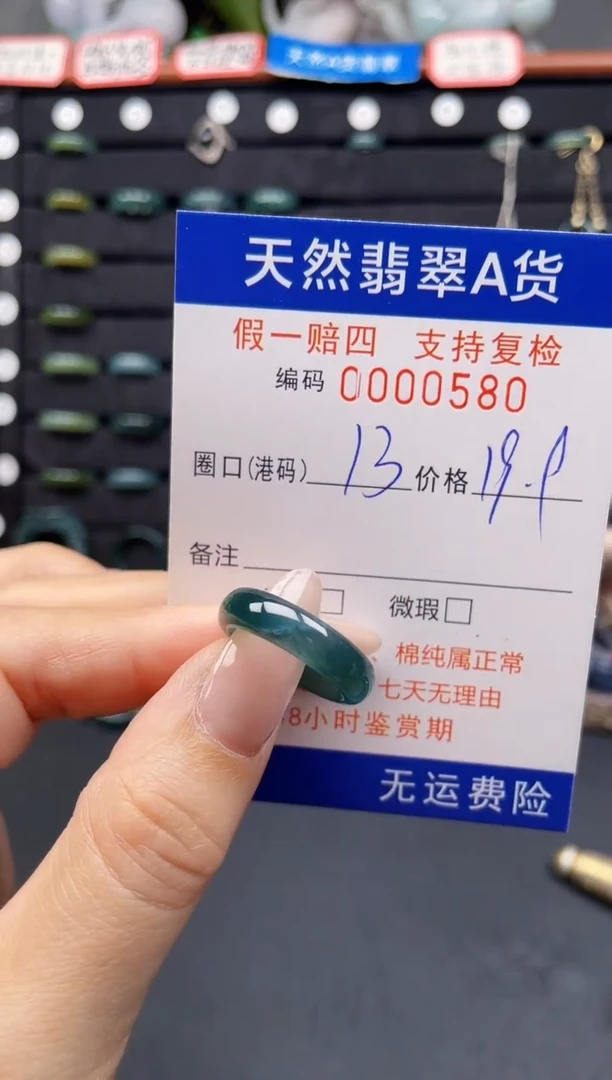 天然翡翠A货
假一赔四 支持复检
编码 0000580
圈口(港码) 13 价格 19.9
备注
微瑕
棉纯属正常
七天无理由
8小时鉴赏期
无运费险